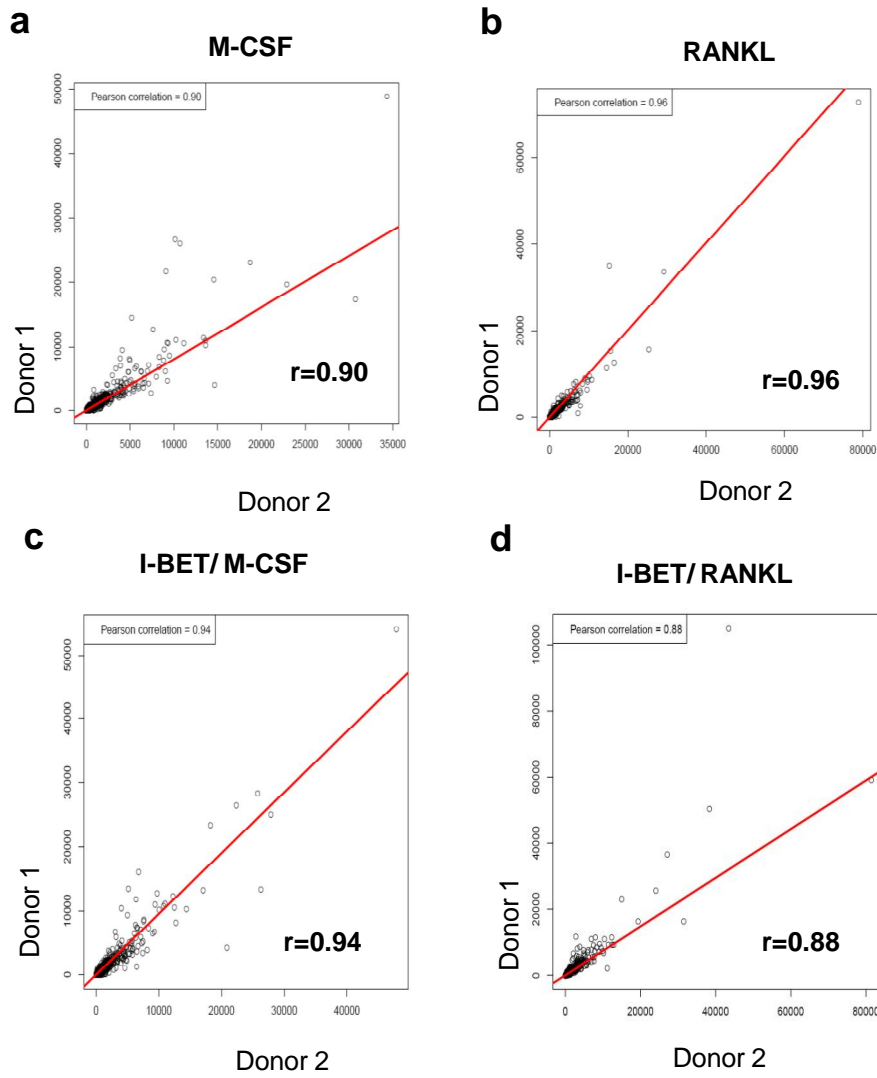 a
M-CSF
Pearson correlation = 0.90
50000
40000
30000
20000
10000
0
Donor 1
r=0.90
0 5000 10000 15000 20000 25000 30000 35000
Donor 2
b
RANKL
Pearson correlation = 0.96
60000
40000
20000
0
Donor 1
r=0.96
0 20000 40000 60000 80000
Donor 2
c
I-BET/ M-CSF
Pearson correlation = 0.94
50000
40000
30000
20000
10000
0
Donor 1
r=0.94
0 10000 20000 30000 40000
Donor 2
d
I-BET/ RANKL
Pearson correlation = 0.88
100000
80000
60000
40000
20000
0
Donor 1
r=0.88
0 20000 40000 60000 80000
Donor 2